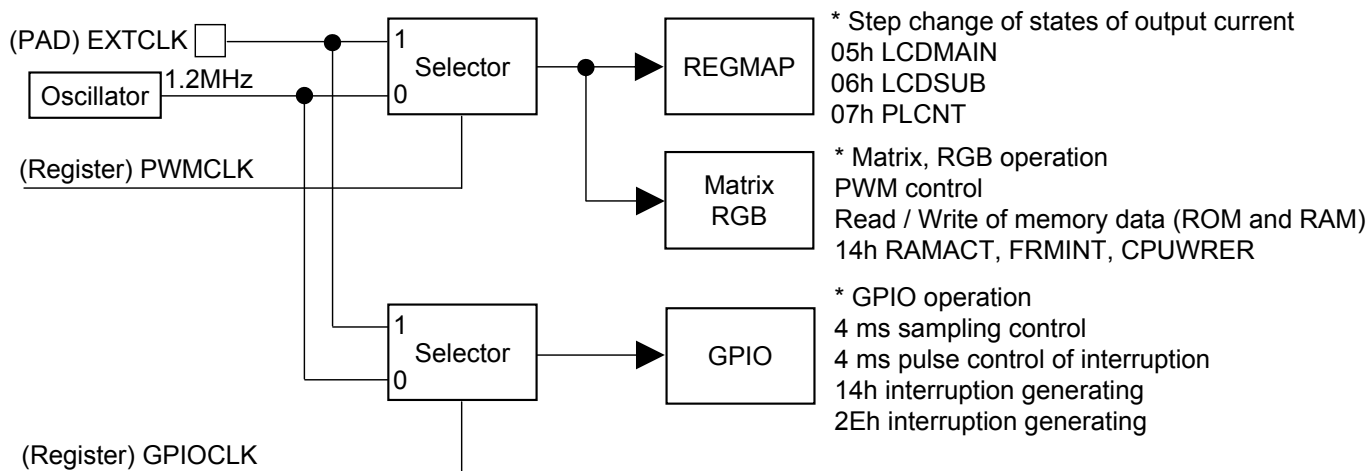 (PAD) EXTCLK
Oscillator
1.2MHz
1
0
Selector
(Register) PWMCLK
REGMAP
* Step change of states of output current
05h LCDMAIN
06h LCDSUB
07h PLCNT
Matrix
RGB
* Matrix, RGB operation
PWM control
Read / Write of memory data (ROM and RAM)
14h RAMACT, FRMINT, CPUWRER
1
0
Selector
(Register) GPIOCLK
GPIO
* GPIO operation
4 ms sampling control
4 ms pulse control of interruption
14h interruption generating
2Eh interruption generating